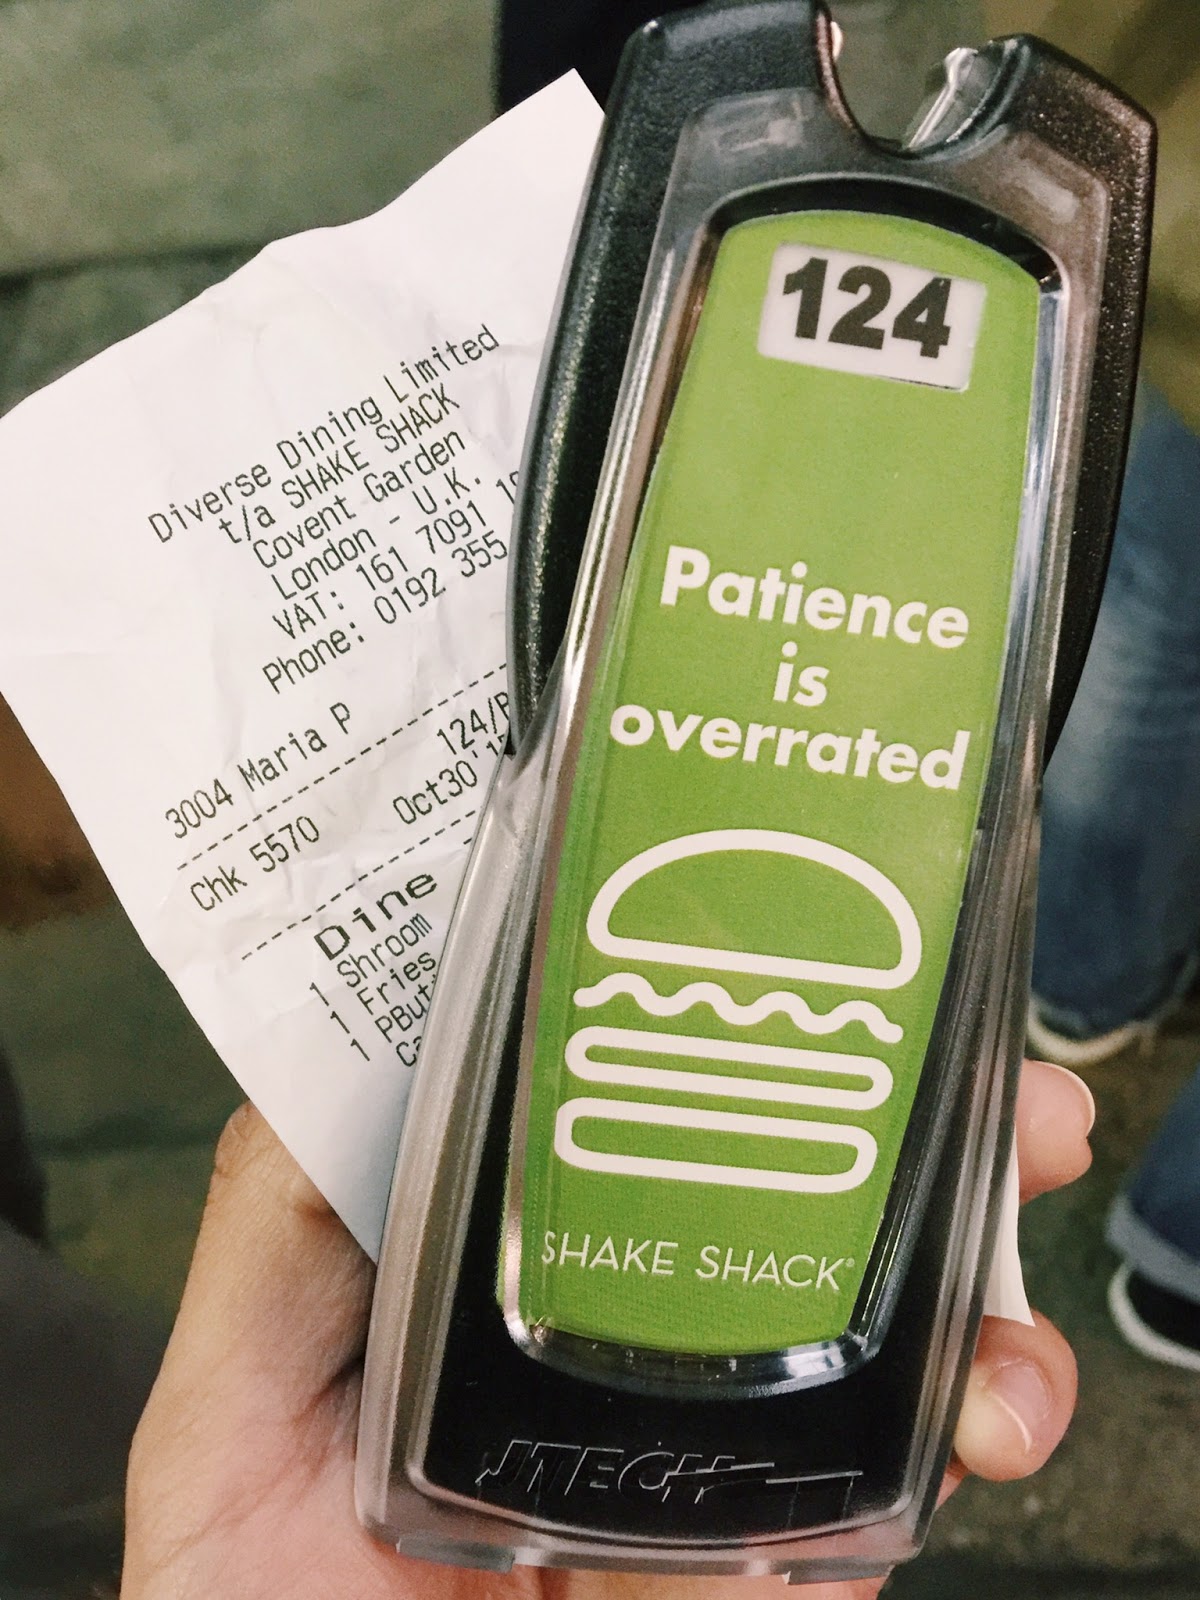 Diverse Dining Limited
t/a SHAKE SHACK
Covent Garden
London - U.K.
VAT: 161 7091
Phone: 0192 355
3004 Maria P
Chk 5570 124/
Oct30'
Dine
1 Shroom
1 Fries
1
124
Patience
is
overrated
SHAKE SHACK®
JTECH